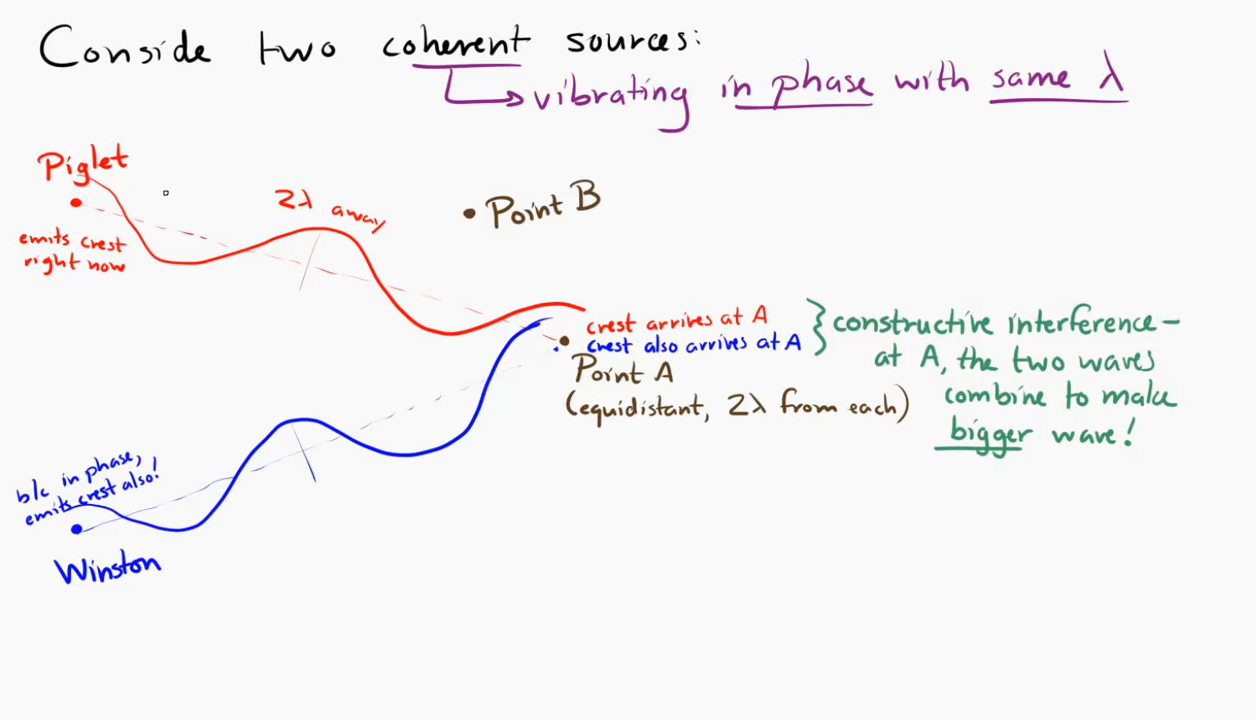 Conside two coherent sources:
vibrating in phase with same λ
Piglet
2λ away
• Point B
emits crest
right now
crest arrives at A
crest also arrives at A
constructive interference –
at A, the two waves
combine to make
bigger wave!
Point A
(equidistant, 2λ from each)
b/c in phase,
emits crest also!
Winston